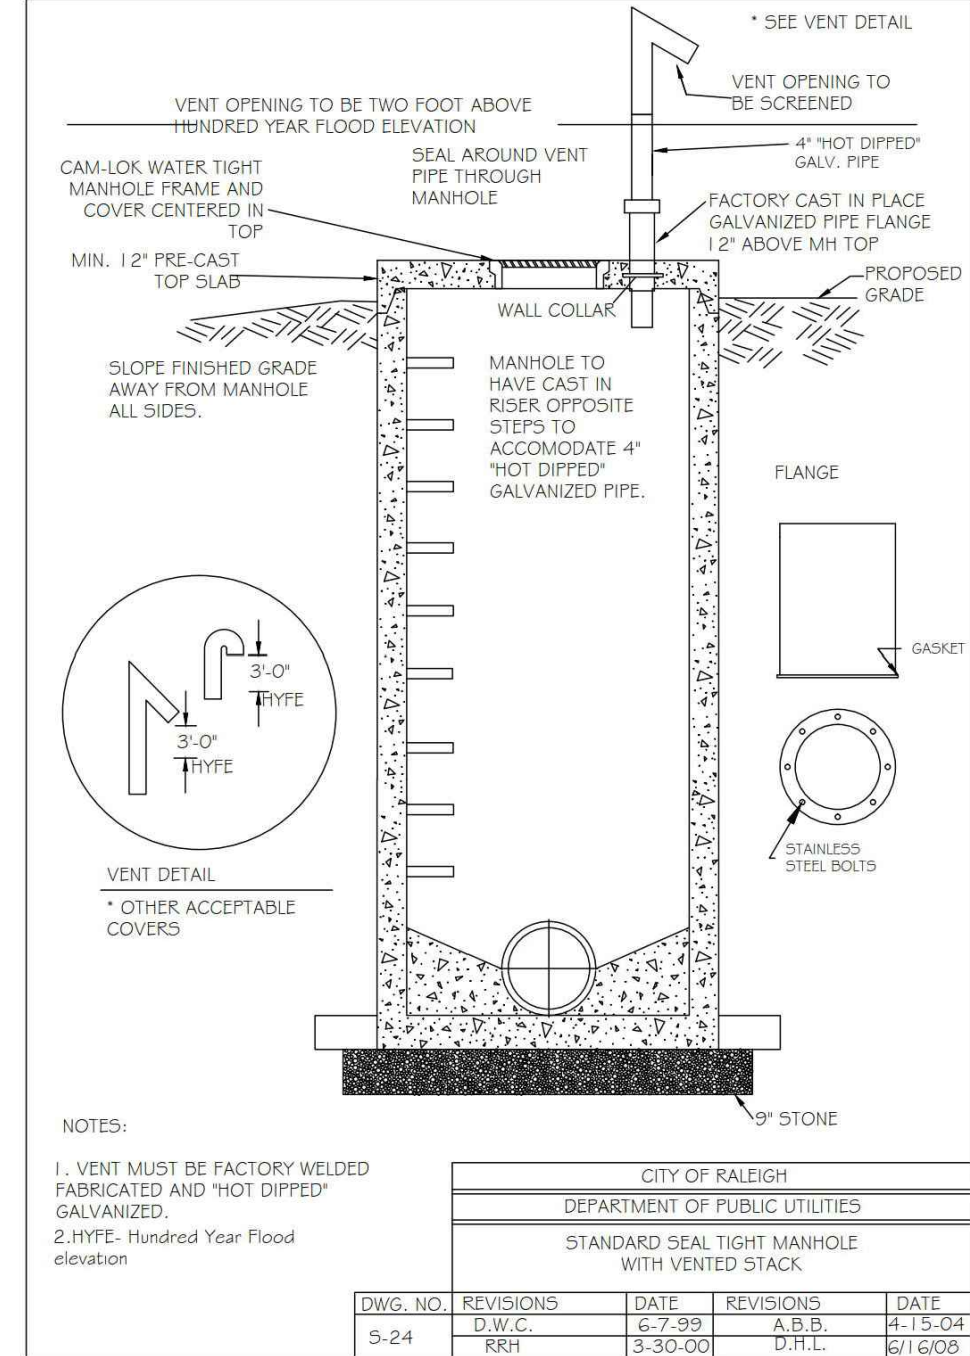 * SEE VENT DETAIL
VENT OPENING TO
BE SCREENED
VENT OPENING TO BE TWO FOOT ABOVE
HUNDRED YEAR FLOOD ELEVATION
4" "HOT DIPPED"
GALV. PIPE
SEAL AROUND VENT
PIPE THROUGH
MANHOLE
CAM-LOK WATER TIGHT
MANHOLE FRAME AND
COVER CENTERED IN
TOP
FACTORY CAST IN PLACE
GALVANIZED PIPE FLANGE
12" ABOVE MH TOP
MIN. 12" PRE-CAST
TOP SLAB
PROPOSED
GRADE
WALL COLLAR
SLOPE FINISHED GRADE
AWAY FROM MANHOLE
ALL SIDES.
MANHOLE TO
HAVE CAST IN
RISER OPPOSITE
STEPS TO
ACCOMODATE 4"
"HOT DIPPED"
GALVANIZED PIPE.
FLANGE
GASKET
3'-0"
HYFE
3'-0"
HYFE
STAINLESS
STEEL BOLTS
VENT DETAIL
* OTHER ACCEPTABLE
COVERS
9" STONE
NOTES:
1. VENT MUST BE FACTORY WELDED
FABRICATED AND "HOT DIPPED"
GALVANIZED.
2.HYFE- Hundred Year Flood
elevation
CITY OF RALEIGH
DEPARTMENT OF PUBLIC UTILITIES
STANDARD SEAL TIGHT MANHOLE
WITH VENTED STACK
DWG. NO. REVISIONS DATE REVISIONS DATE
S-24 D.W.C. 6-7-99 A.B.B. 4-15-04
RRH 3-30-00 D.H.L. 6/16/08